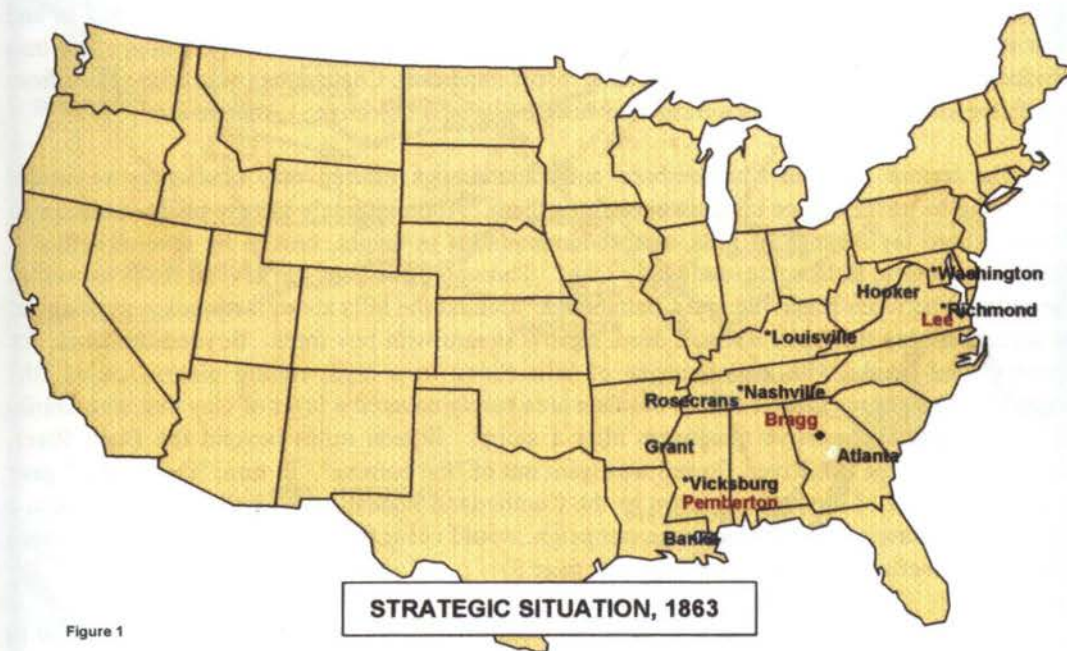 *Washington
Hooker
*Richmond
Lee
*Louisville
*Nashville
Rosecrans
Bragg
Grant
Atlanta
*Vicksburg
Pemberton
Banks
STRATEGIC SITUATION, 1863
Figure 1